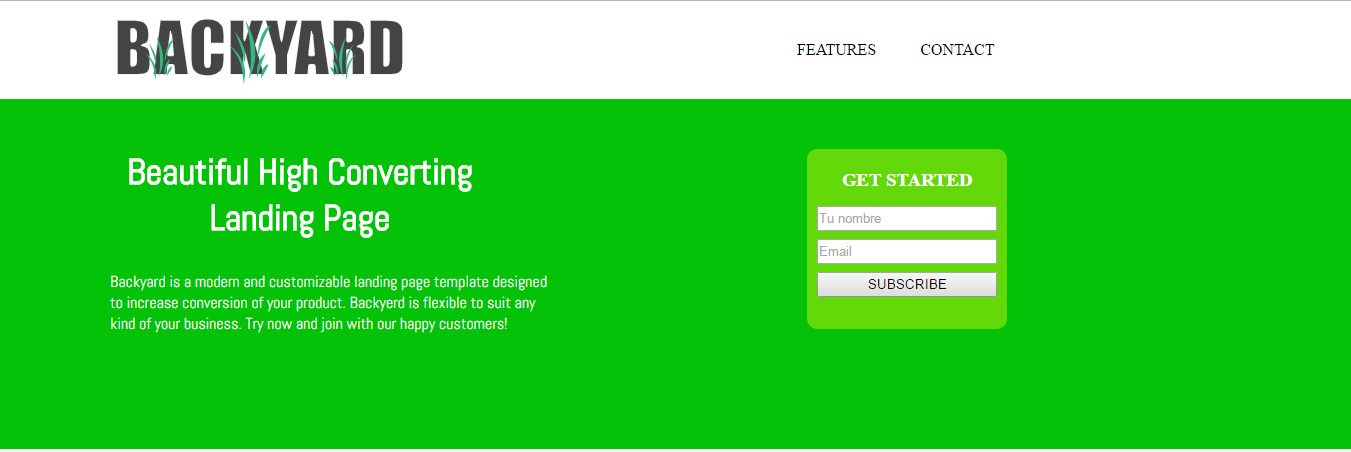 BACKYARD
FEATURES
CONTACT
Beautiful High Converting
Landing Page
Backyard is a modern and customizable landing page template designed
to increase conversion of your product. Backyerd is flexible to suit any
kind of your business. Try now and join with our happy customers!
GET STARTED
Tu nombre
Email
SUBSCRIBE